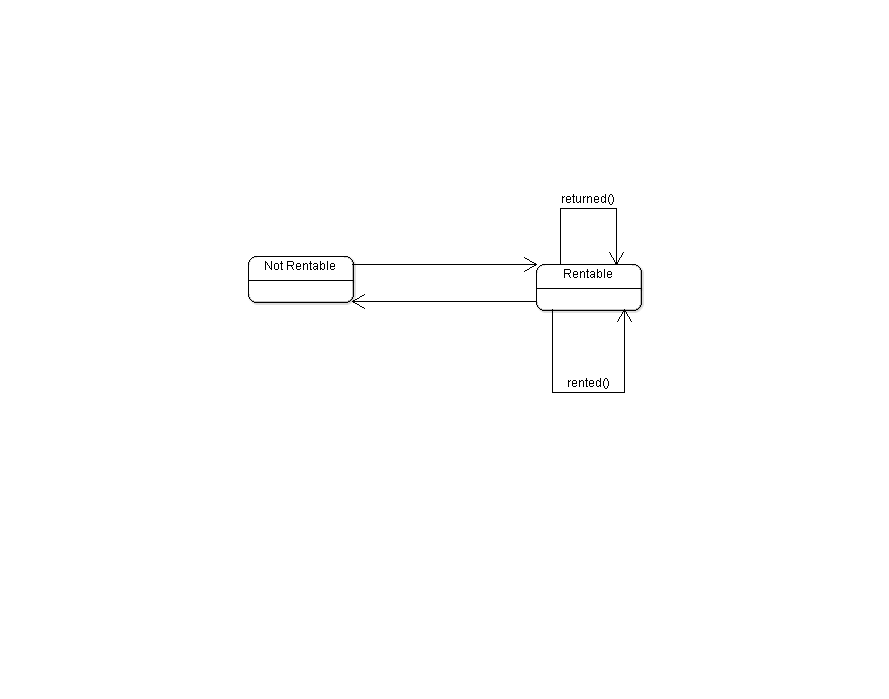 returned()
Not Rentable
Rentable
rented()